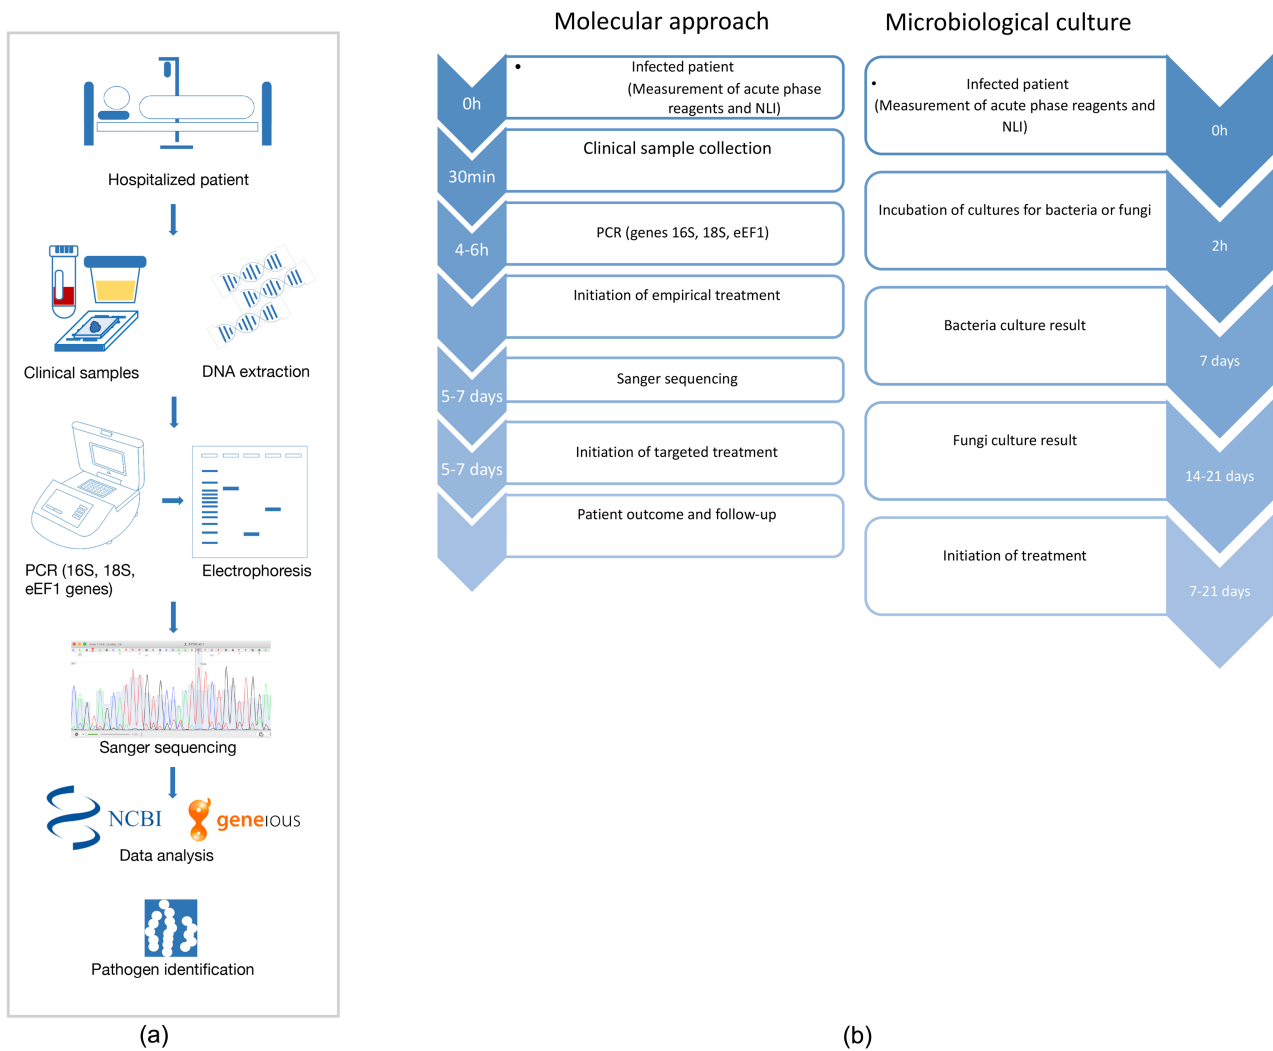 Hospitalized patient
Clinical samples
DNA extraction
PCR (16S, 18S,
eEF1 genes)
Electrophoresis
Sanger sequencing
NCBI
geneious
Data analysis
Pathogen identification
(a)
Molecular approach
0h
• Infected patient
(Measurement of acute phase
reagents and NLI)
30min
Clinical sample collection
4-6h
PCR (genes 16S, 18S, eEF1)
Initiation of empirical treatment
5-7 days
Sanger sequencing
5-7 days
Initiation of targeted treatment
Patient outcome and follow-up
Microbiological culture
• Infected patient
(Measurement of acute phase reagents and
NLI)
0h
Incubation of cultures for bacteria or fungi
2h
Bacteria culture result
7 days
Fungi culture result
14-21 days
Initiation of treatment
7-21 days
(b)